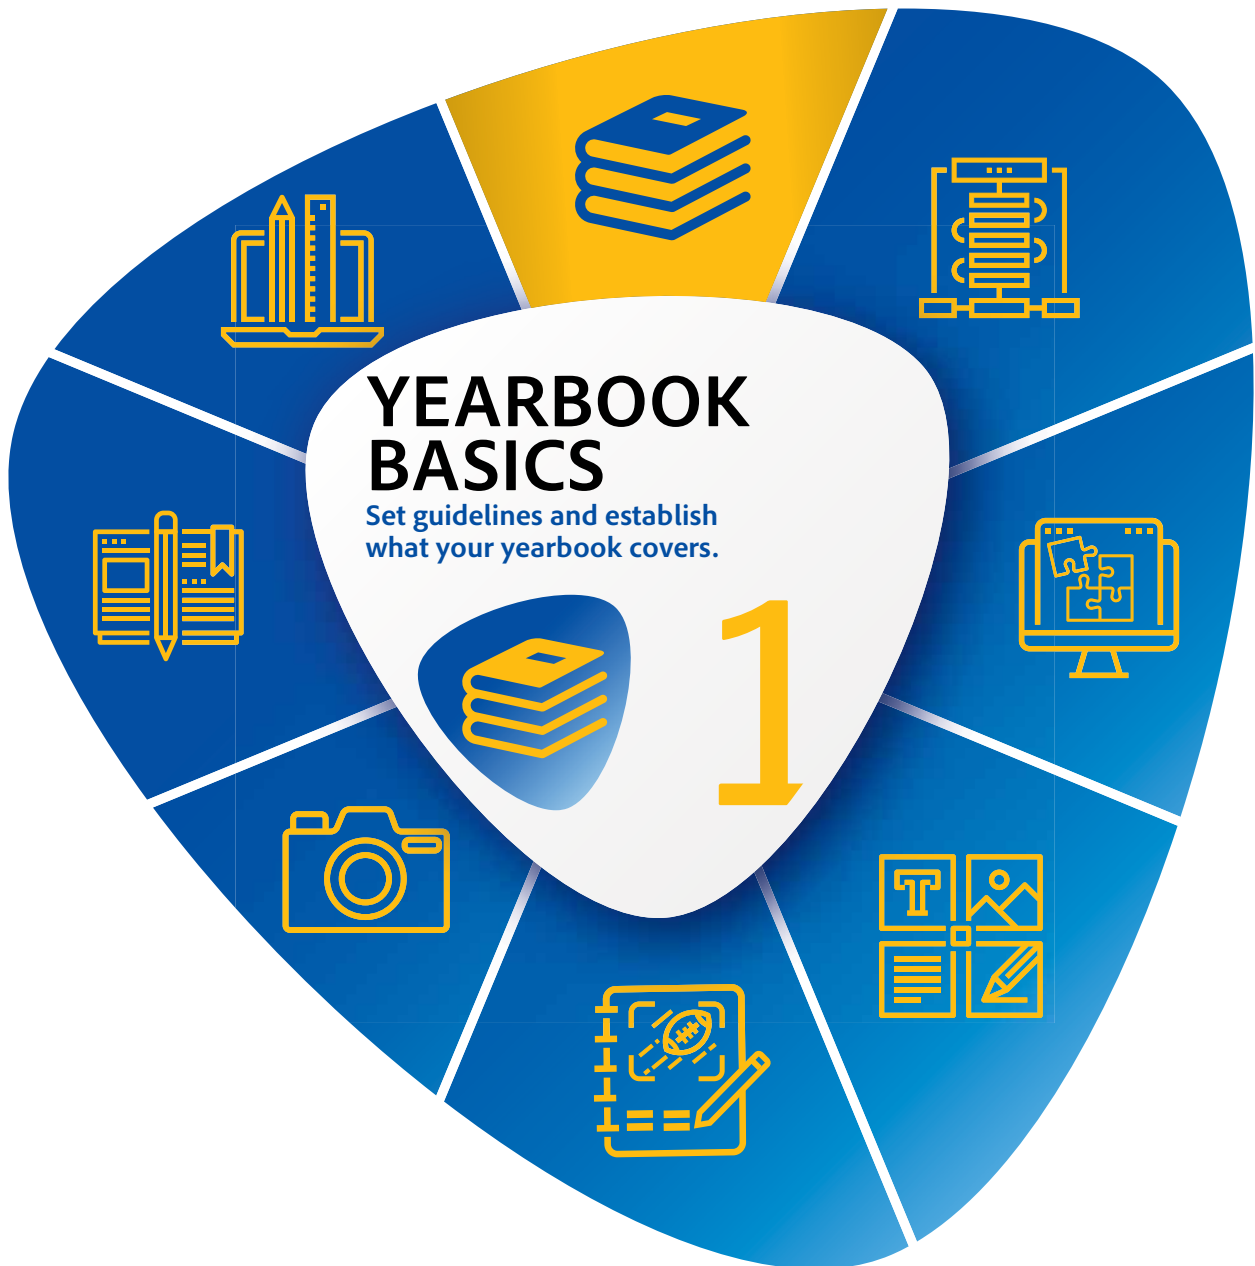 YEARBOOK
BASICS
Set guidelines and establish
what your yearbook covers.
1
T